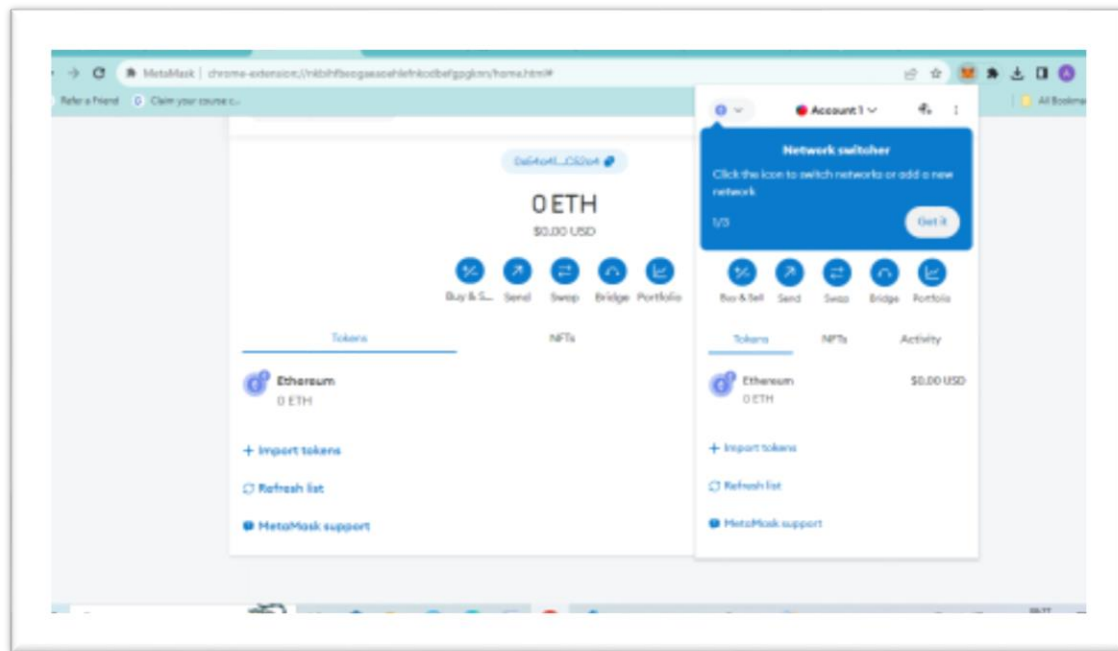 MetaMask | chrome-extension://nkbihfbeogaeaoehlefnkodbefgpgknn/home.html#
Refer a Friend Claim your course c...
All Bookma
0 ETH
$0.00 USD
Buy & S... Send Swap Bridge Portfolio
Tokens NFTs
Ethereum
0 ETH
+ Import tokens
Refresh list
MetaMask support
Account 1
Network switcher
Click the icon to switch networks or add a new
network
1/3 Got it
Buy & Sell Send Swap Bridge Portfolio
Tokens NFTs Activity
Ethereum $0.00 USD
0 ETH
+ Import tokens
Refresh list
MetaMask support